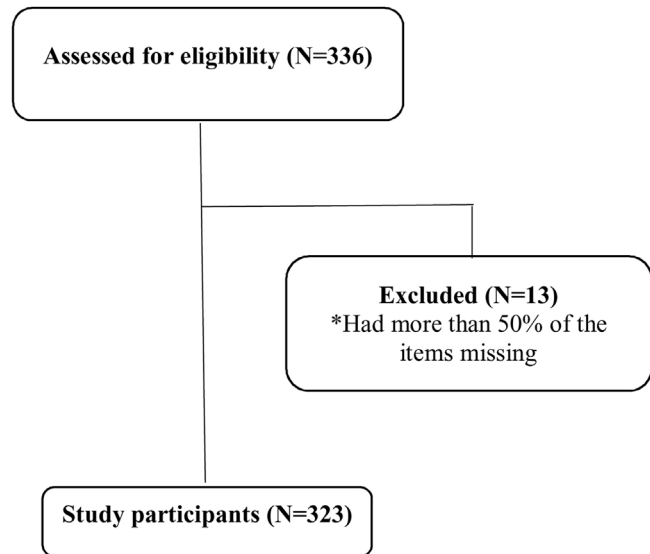 Assessed for eligibility (N=336)
Excluded (N=13)
*Had more than 50% of the
items missing
Study participants (N=323)